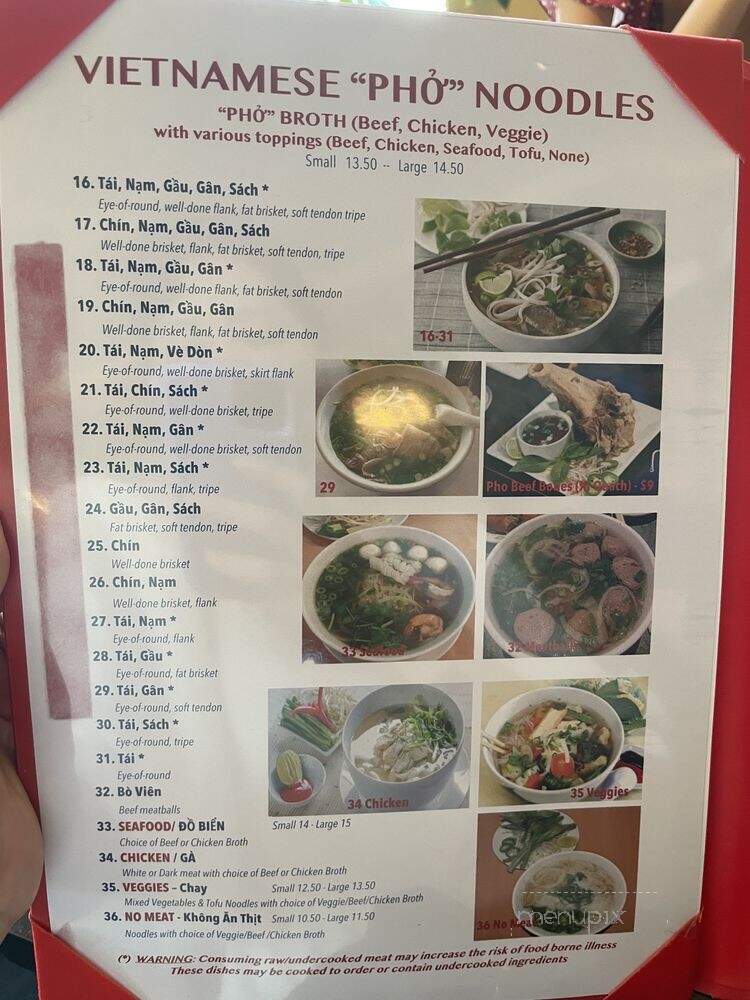 VIETNAMESE “PHỞ” NOODLES
“PHỞ” BROTH (Beef, Chicken, Veggie)
with various toppings (Beef, Chicken, Seafood, Tofu, None)
Small 13.50 -- Large 14.50
16. Tái, Nạm, Gầu, Gân, Sách *
Eye-of-round, well-done flank, fat brisket, soft tendon tripe
17. Chín, Nạm, Gầu, Gân, Sách
Well-done brisket, flank, fat brisket, soft tendon, tripe
18. Tái, Nạm, Gầu, Gân *
Eye-of-round, well-done flank, fat brisket, soft tendon
19. Chín, Nạm, Gầu, Gân
Well-done brisket, flank, fat brisket, soft tendon
16-31
20. Tái, Nạm, Vè Dòn *
Eye-of-round, well-done brisket, skirt flank
21. Tái, Chín, Sách *
Eye-of-round, well-done brisket, tripe
22. Tái, Nạm, Gân *
Eye-of-round, well-done brisket, soft tendon
23. Tái, Nạm, Sách *
Eye-of-round, flank, tripe
29
Pho Beef Bones - $9
24. Gầu, Gân, Sách
Fat brisket, soft tendon, tripe
25. Chín
Well-done brisket
26. Chín, Nạm
Well-done brisket, flank
27. Tái, Nạm *
Eye-of-round, flank
33 Seafood
32 Meatball
28. Tái, Gầu *
Eye-of-round, fat brisket
29. Tái, Gân *
Eye-of-round, soft tendon
30. Tái, Sách *
Eye-of-round, tripe
31. Tái *
Eye-of-round
32. Bò Viên
Beef meatballs
34 Chicken
35 Veggies
33. SEAFOOD/ ĐỒ BIỂN Small 14 - Large 15
Choice of Beef or Chicken Broth
34. CHICKEN / GÀ
White or Dark meat with choice of Beef or Chicken Broth
35. VEGGIES – Chay Small 12.50 - Large 13.50
Mixed Vegetables & Tofu Noodles with choice of Veggie/Beef/Chicken Broth
36. NO MEAT - Không Ăn Thịt Small 10.50 - Large 11.50
Noodles with choice of Veggie/Beef /Chicken Broth
36 No Meat
menupix
(*) WARNING: Consuming raw/undercooked meat may increase the risk of food borne illness
These dishes may be cooked to order or contain undercooked ingredients